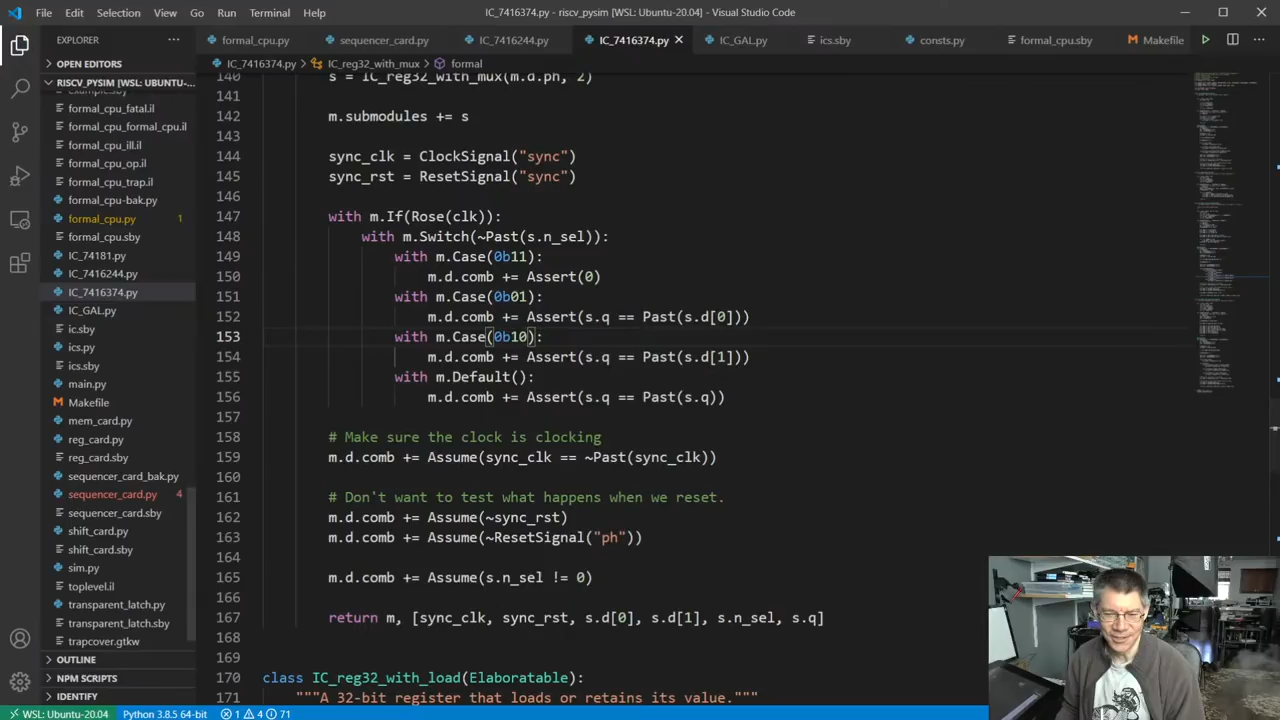 File Edit Selection View Go Run Terminal Help IC_7416374.py - riscv_pysim [WSL: Ubuntu-20.04] - Visual Studio Code
EXPLORER ... formal_cpu.py sequencer_card.py IC_7416244.py IC_7416374.py IC_GAL.py ics.sby consts.py formal_cpu.sby Makefile
OPEN EDITORS
IC_7416374.py > IC_reg32_with_mux > formal
RISCV_PYSIM [WSL: UBUNTU-...
formal_cpu_fatal.il
formal_cpu_formal_cpu.il
formal_cpu_ill.il
formal_cpu_op.il
formal_cpu_trap.il
formal_cpu-bak.py
formal_cpu.py 1
formal_cpu.sby
IC_74181.py
IC_7416244.py
IC_7416374.py
IC_GAL.py
ic.sby
ics.py
ics.sby
main.py
Makefile
mem_card.py
reg_card.py
reg_card.sby
sequencer_card_bak.py
sequencer_card.py 4
sequencer_card.sby
shift_card.py
shift_card.sby
sim.py
toplevel.il
transparent_latch.py
transparent_latch.sby
trapcover.gtkw
OUTLINE
NPM SCRIPTS
IDENTIFY
140 s = IC_reg32_with_mux(m.d.ph, 2)
141
142 m.submodules += s
143
144 sync_clk = ClockSignal("sync")
145 sync_rst = ResetSignal("sync")
146
147 with m.If(Rose(clk)):
148 with m.Switch(~Past(s.n_sel)):
149 with m.Case(0b11):
150 m.d.comb += Assert(0)
151 with m.Case(0b01):
152 m.d.comb += Assert(s.q == Past(s.d[0]))
153 with m.Case(0b10):
154 m.d.comb += Assert(s.q == Past(s.d[1]))
155 with m.Default():
156 m.d.comb += Assert(s.q == Past(s.q))
157
158 # Make sure the clock is clocking
159 m.d.comb += Assume(sync_clk == ~Past(sync_clk))
160
161 # Don't want to test what happens when we reset.
162 m.d.comb += Assume(~sync_rst)
163 m.d.comb += Assume(~ResetSignal("ph"))
164
165 m.d.comb += Assume(s.n_sel != 0)
166
167 return m, [sync_clk, sync_rst, s.d[0], s.d[1], s.n_sel, s.q]
168
169
170 class IC_reg32_with_load(Elaboratable):
171 """A 32-bit register that loads or retains its value."""
WSL: Ubuntu-20.04 Python 3.8.5 64-bit 1 4 71